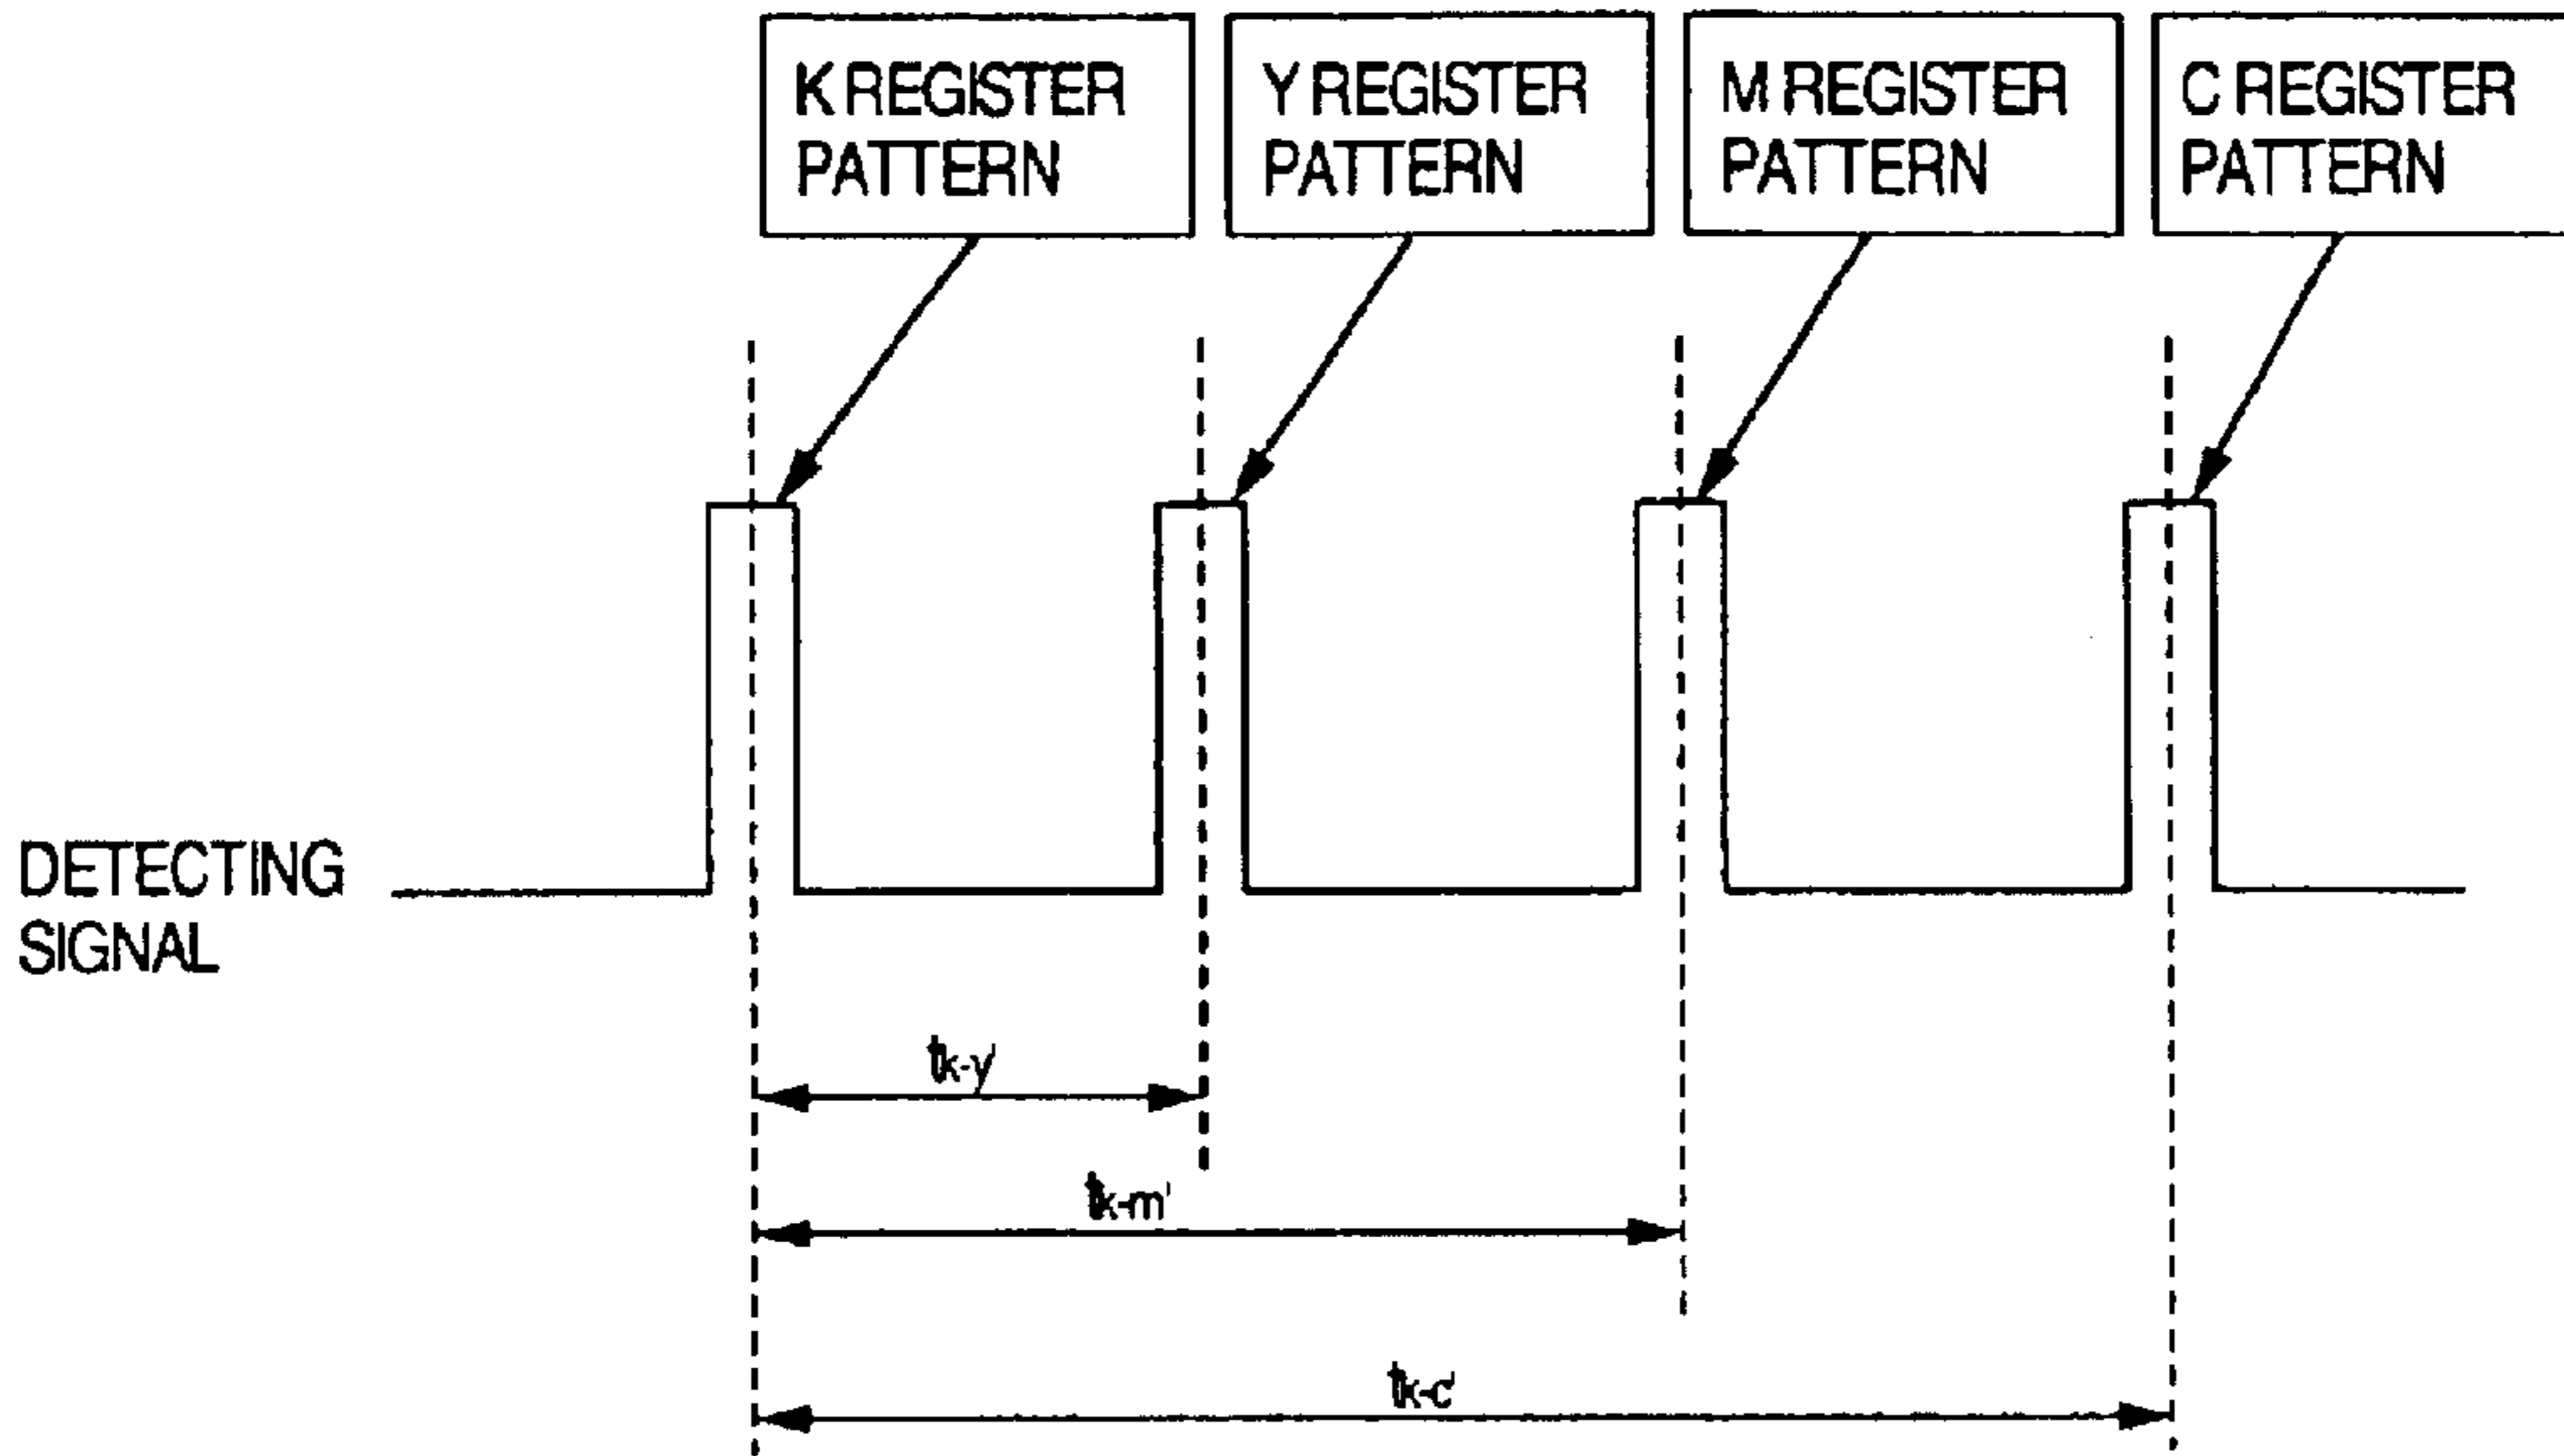 K REGISTER
PATTERN
Y REGISTER
PATTERN
M REGISTER
PATTERN
C REGISTER
PATTERN
DETECTING
SIGNAL
tk-y'
tk-m'
tk-c'